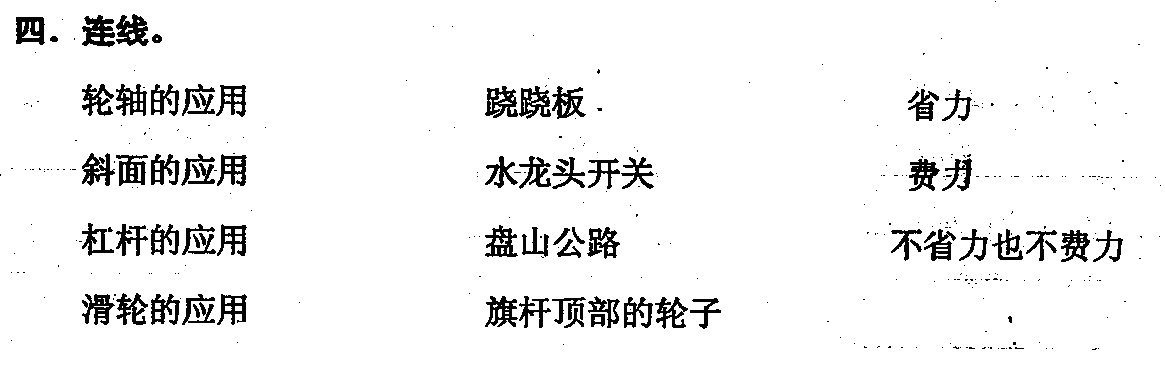 四．连线。
轮轴的应用 跷跷板 省力
斜面的应用 水龙头开关 费力
杠杆的应用 盘山公路 不省力也不费力
滑轮的应用 旗杆顶部的轮子